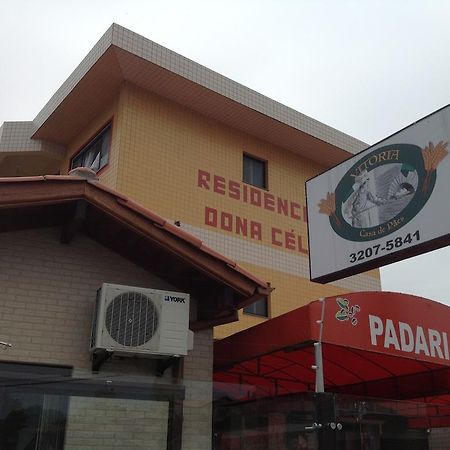 RESIDENC
DONA CÉL
VITORIA
Casa de Pães
3207-5841
PADARI
YORK